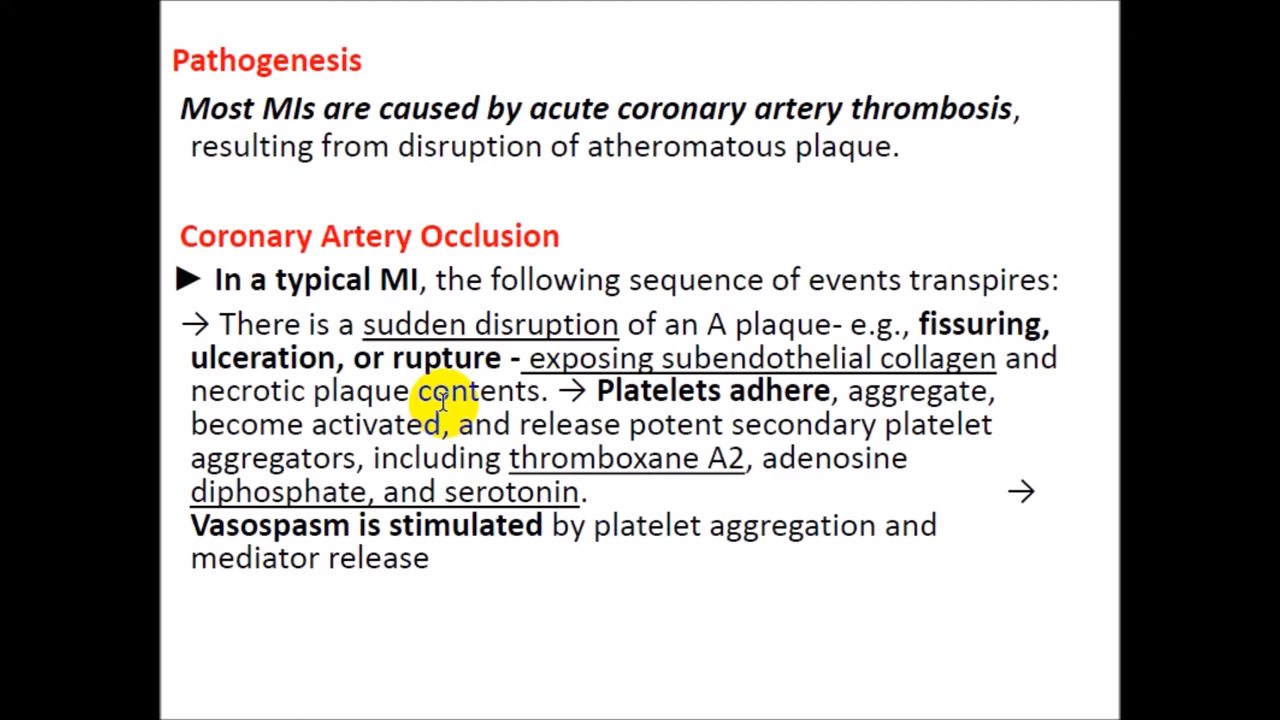 Pathogenesis
Most MIs are caused by acute coronary artery thrombosis,
resulting from disruption of atheromatous plaque.
Coronary Artery Occlusion
► In a typical MI, the following sequence of events transpires:
→ There is a sudden disruption of an A plaque- e.g., fissuring,
ulceration, or rupture - exposing subendothelial collagen and
necrotic plaque contents. → Platelets adhere, aggregate,
become activated, and release potent secondary platelet
aggregators, including thromboxane A2, adenosine
diphosphate, and serotonin. →
Vasospasm is stimulated by platelet aggregation and
mediator release